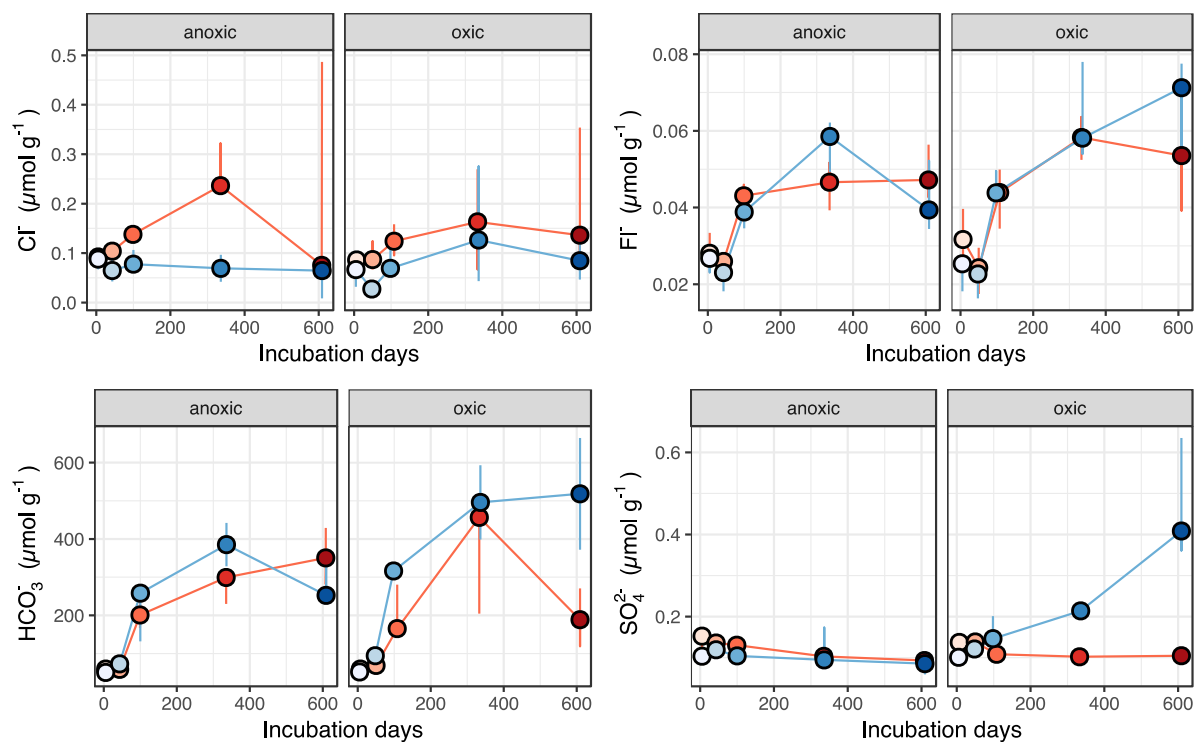 anoxic oxic
Cl⁻ (µmol g⁻¹)
0.5
0.4
0.3
0.2
0.1
0.0
0 200 400 600 0 200 400 600
Incubation days
anoxic oxic
Fl⁻ (µmol g⁻¹)
0.08
0.06
0.04
0.02
0 200 400 600 0 200 400 600
Incubation days
anoxic oxic
HCO₃⁻ (µmol g⁻¹)
600
400
200
0 200 400 600 0 200 400 600
Incubation days
anoxic oxic
SO₄²⁻ (µmol g⁻¹)
0.6
0.4
0.2
0 200 400 600 0 200 400 600
Incubation days